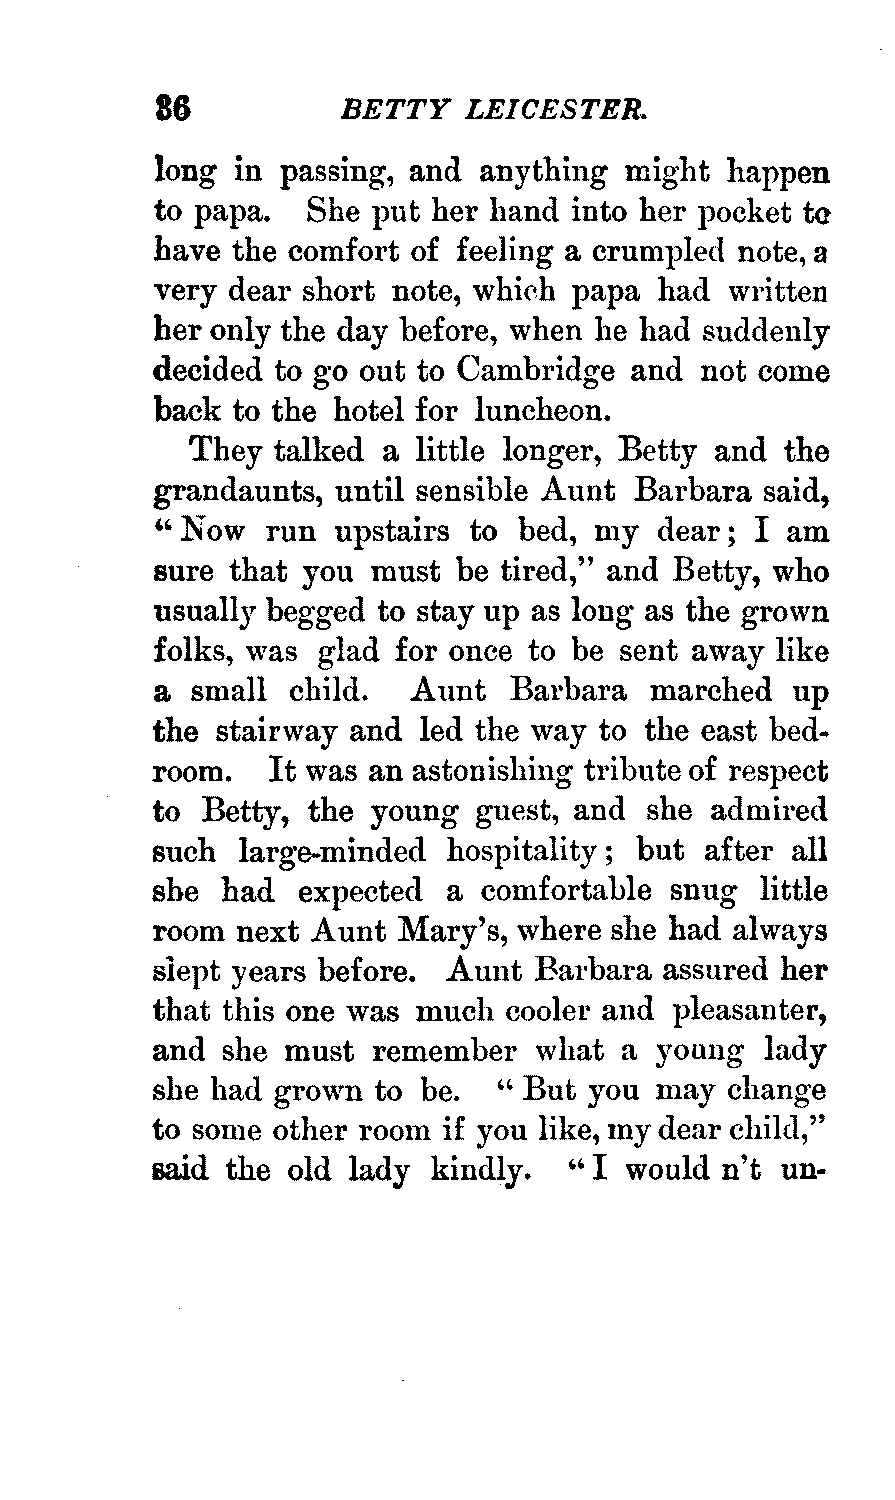 36 BETTY LEICESTER.
long in passing, and anything might happen
to papa. She put her hand into her pocket to
have the comfort of feeling a crumpled note, a
very dear short note, which papa had written
her only the day before, when he had suddenly
decided to go out to Cambridge and not come
back to the hotel for luncheon.
They talked a little longer, Betty and the
grandaunts, until sensible Aunt Barbara said,
“Now run upstairs to bed, my dear; I am
sure that you must be tired,” and Betty, who
usually begged to stay up as long as the grown
folks, was glad for once to be sent away like
a small child. Aunt Barbara marched up
the stairway and led the way to the east bed-
room. It was an astonishing tribute of respect
to Betty, the young guest, and she admired
such large-minded hospitality; but after all
she had expected a comfortable snug little
room next Aunt Mary’s, where she had always
slept years before. Aunt Barbara assured her
that this one was much cooler and pleasanter,
and she must remember what a young lady
she had grown to be. “But you may change
to some other room if you like, my dear child,”
said the old lady kindly. “I would n’t un-